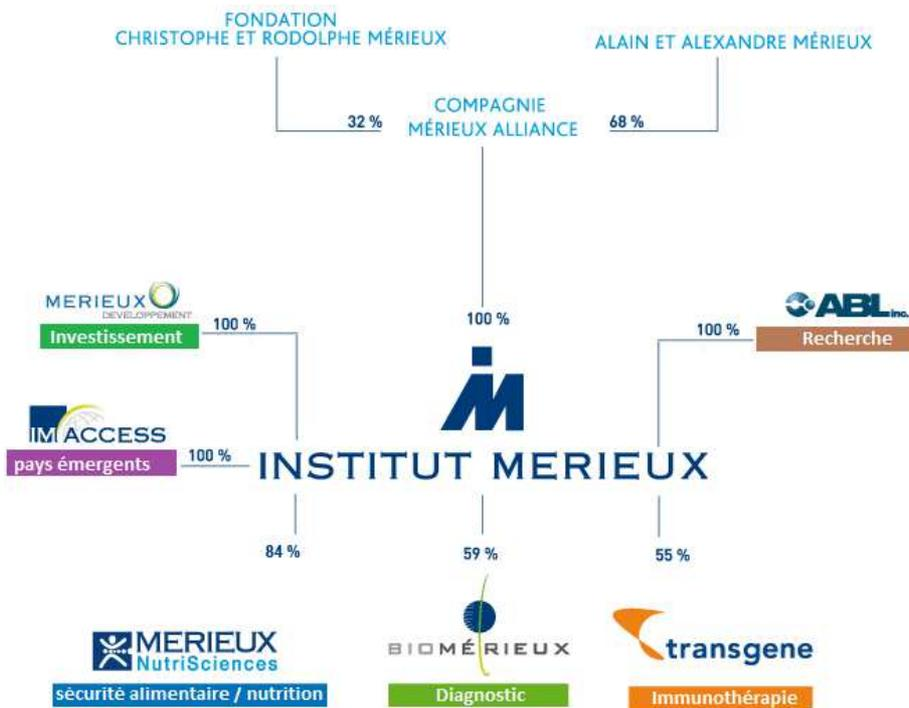 FONDATION
CHRISTOPHE ET RODOLPHE MÉRIEUX
ALAIN ET ALEXANDRE MÉRIEUX
32 %
COMPAGNIE
MÉRIEUX ALLIANCE
68 %
MERIEUX
DEVELOPPEMENT
Investissement
100 %
100 %
100 %
ABL inc.
Recherche
IM ACCESS
pays émergents
100 %
INSTITUT MERIEUX
84 %
59 %
55 %
MERIEUX
NutriSciences
sécurité alimentaire / nutrition
BIOMÉRIEUX
Diagnostic
transgene
Immunothérapie